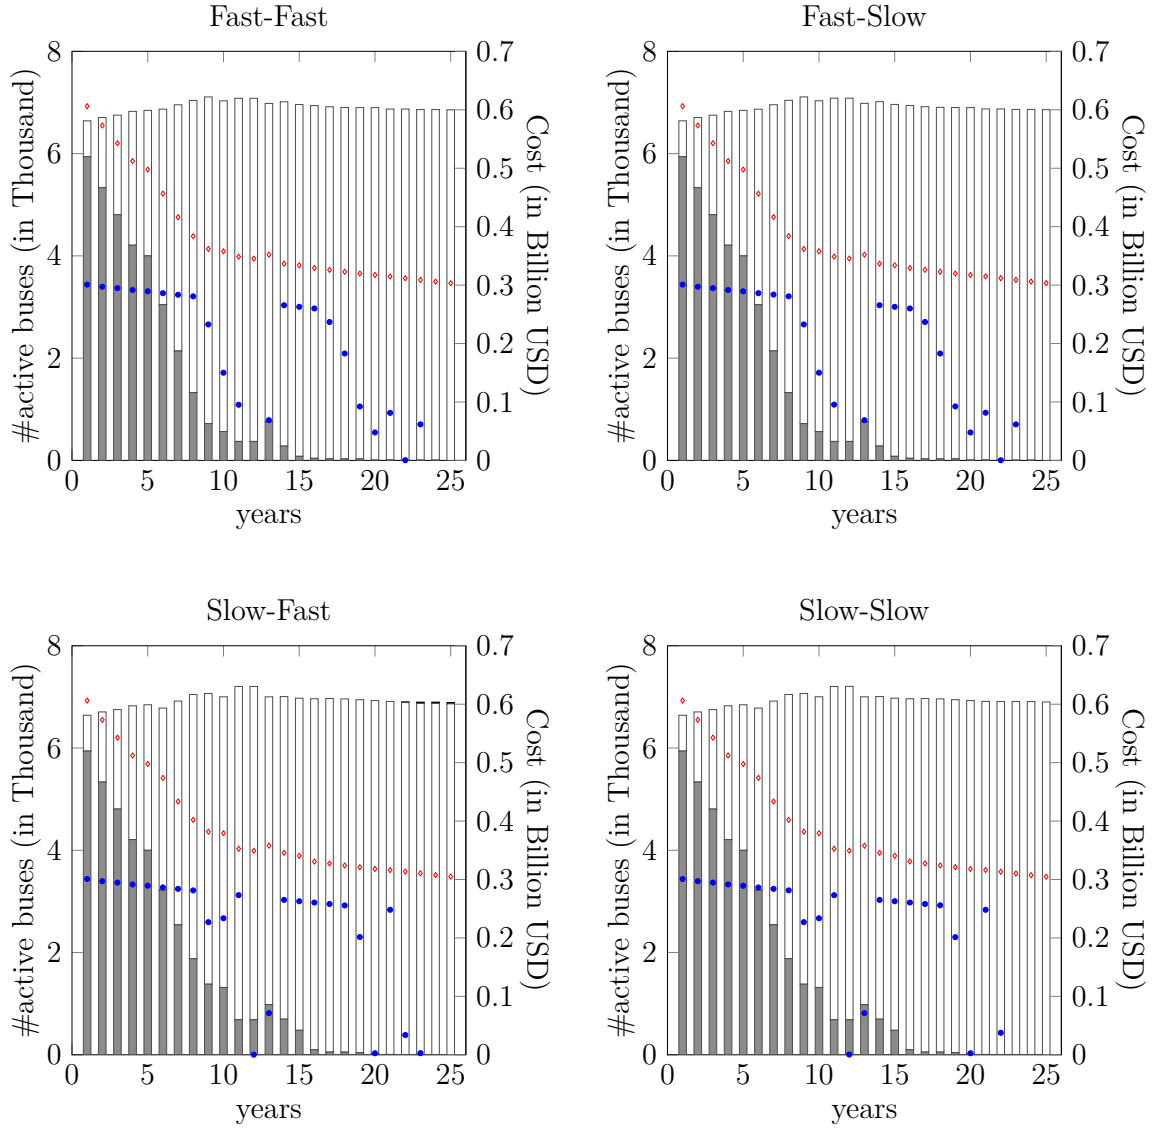 Fast-Fast
8
6
4
2
0
#active buses (in Thousand)
0.7
0.6
0.5
0.4
0.3
0.2
0.1
0
Cost (in Billion USD)
0 5 10 15 20 25
years
Fast-Slow
8
6
4
2
0
#active buses (in Thousand)
0.7
0.6
0.5
0.4
0.3
0.2
0.1
0
Cost (in Billion USD)
0 5 10 15 20 25
years
Slow-Fast
8
6
4
2
0
#active buses (in Thousand)
0.7
0.6
0.5
0.4
0.3
0.2
0.1
0
Cost (in Billion USD)
0 5 10 15 20 25
years
Slow-Slow
8
6
4
2
0
#active buses (in Thousand)
0.7
0.6
0.5
0.4
0.3
0.2
0.1
0
Cost (in Billion USD)
0 5 10 15 20 25
years